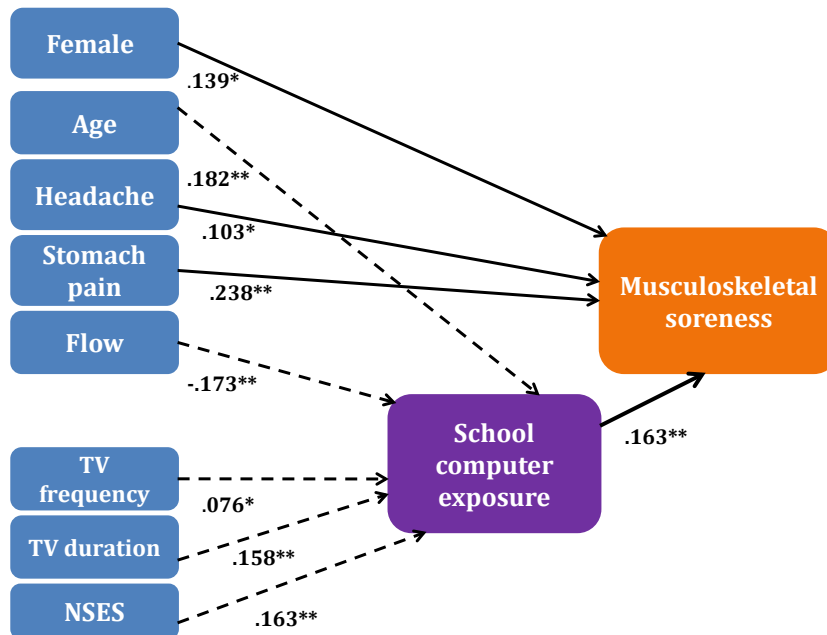 Female
.139*
Age
.182**
Headache
.103*
Stomach
pain
.238**
Flow
-.173**
Musculoskeletal
soreness
School
computer
exposure
.163**
TV
frequency
.076*
TV duration
.158**
NSES
.163**